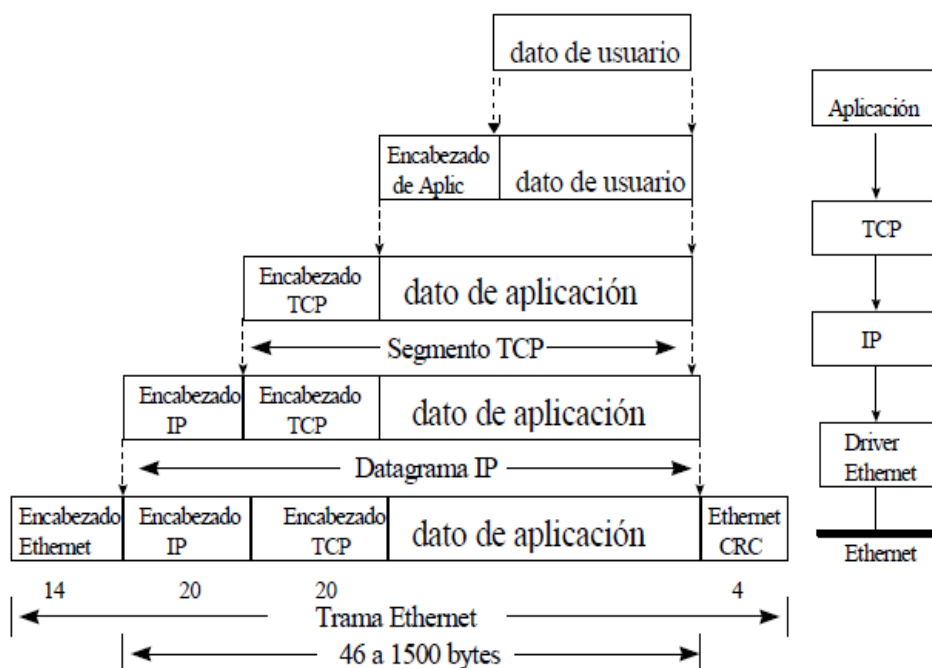 dato de usuario
Aplicación
Encabezado
de Aplic
dato de usuario
TCP
Encabezado
TCP
dato de aplicación
Segmento TCP
IP
Encabezado
IP
Encabezado
TCP
dato de aplicación
Datagrama IP
Driver
Ethernet
Encabezado
Ethernet
Encabezado
IP
Encabezado
TCP
dato de aplicación
Ethernet
CRC
Ethernet
14
20
20
4
Trama Ethernet
46 a 1500 bytes